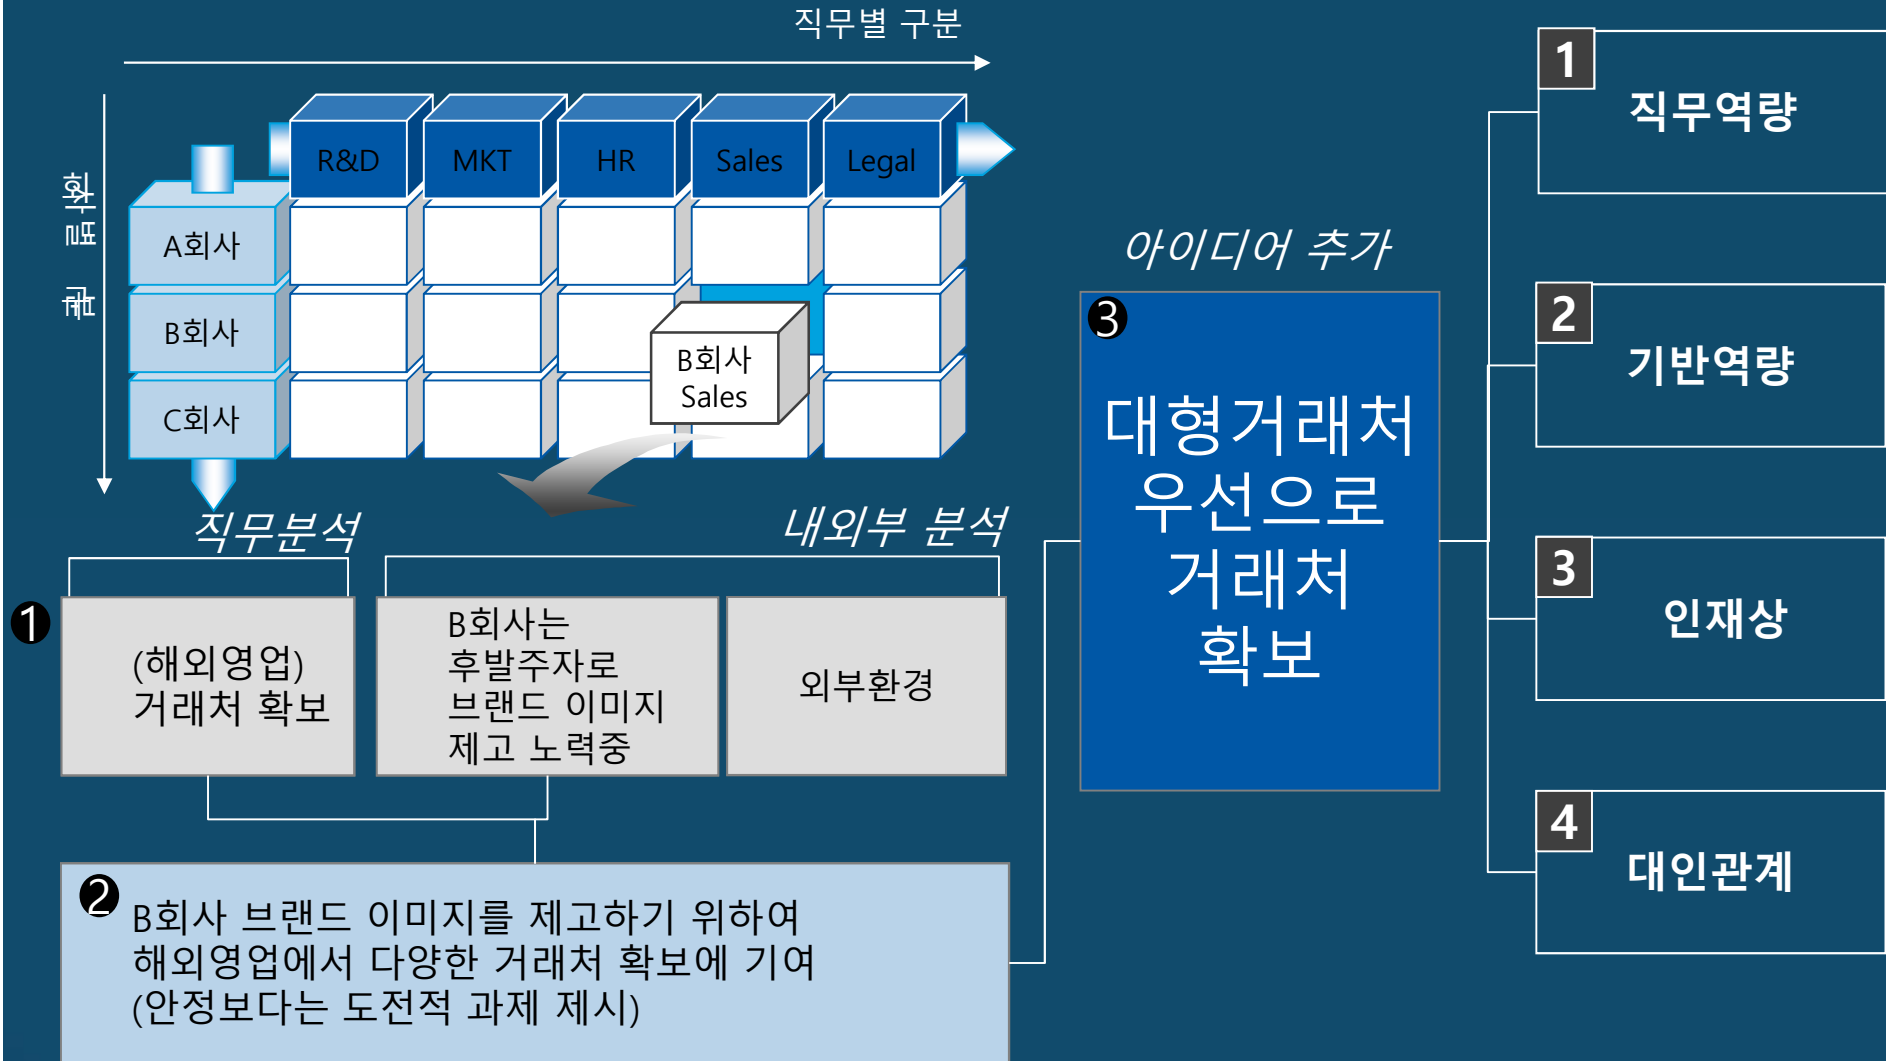 직무별 구분
회사별 구분
R&D
MKT
HR
Sales
Legal
A회사
B회사
C회사
B회사
Sales
직무분석
내외부 분석
1
(해외영업)
거래처 확보
B회사는
후발주자로
브랜드 이미지
제고 노력중
외부환경
2
B회사 브랜드 이미지를 제고하기 위하여
해외영업에서 다양한 거래처 확보에 기여
(안정보다는 도전적 과제 제시)
아이디어 추가
3
대형거래처
우선으로
거래처
확보
1
직무역량
2
기반역량
3
인재상
4
대인관계